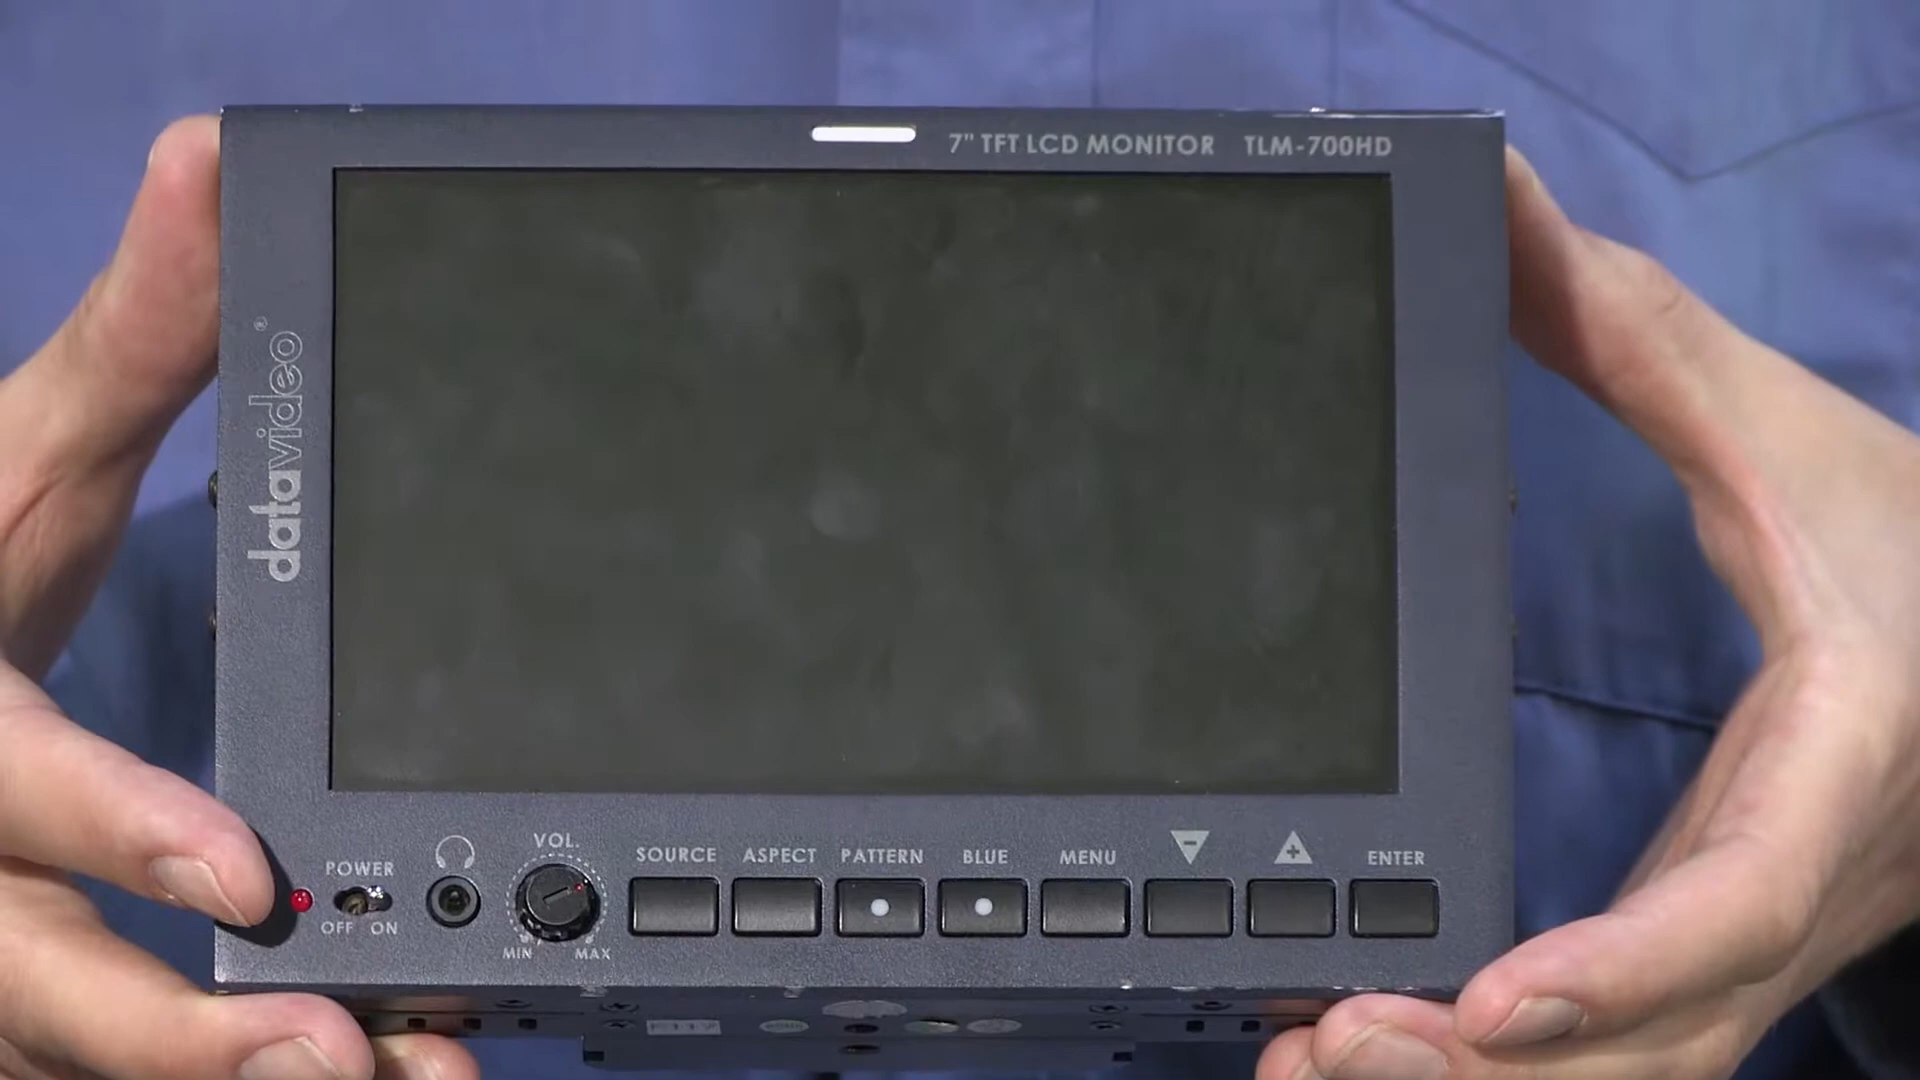 7" TFT LCD MONITOR TLM-700HD
datavideo®
POWER
OFF ON
VOL.
MIN MAX
SOURCE
ASPECT
PATTERN
BLUE
MENU
-
+
ENTER